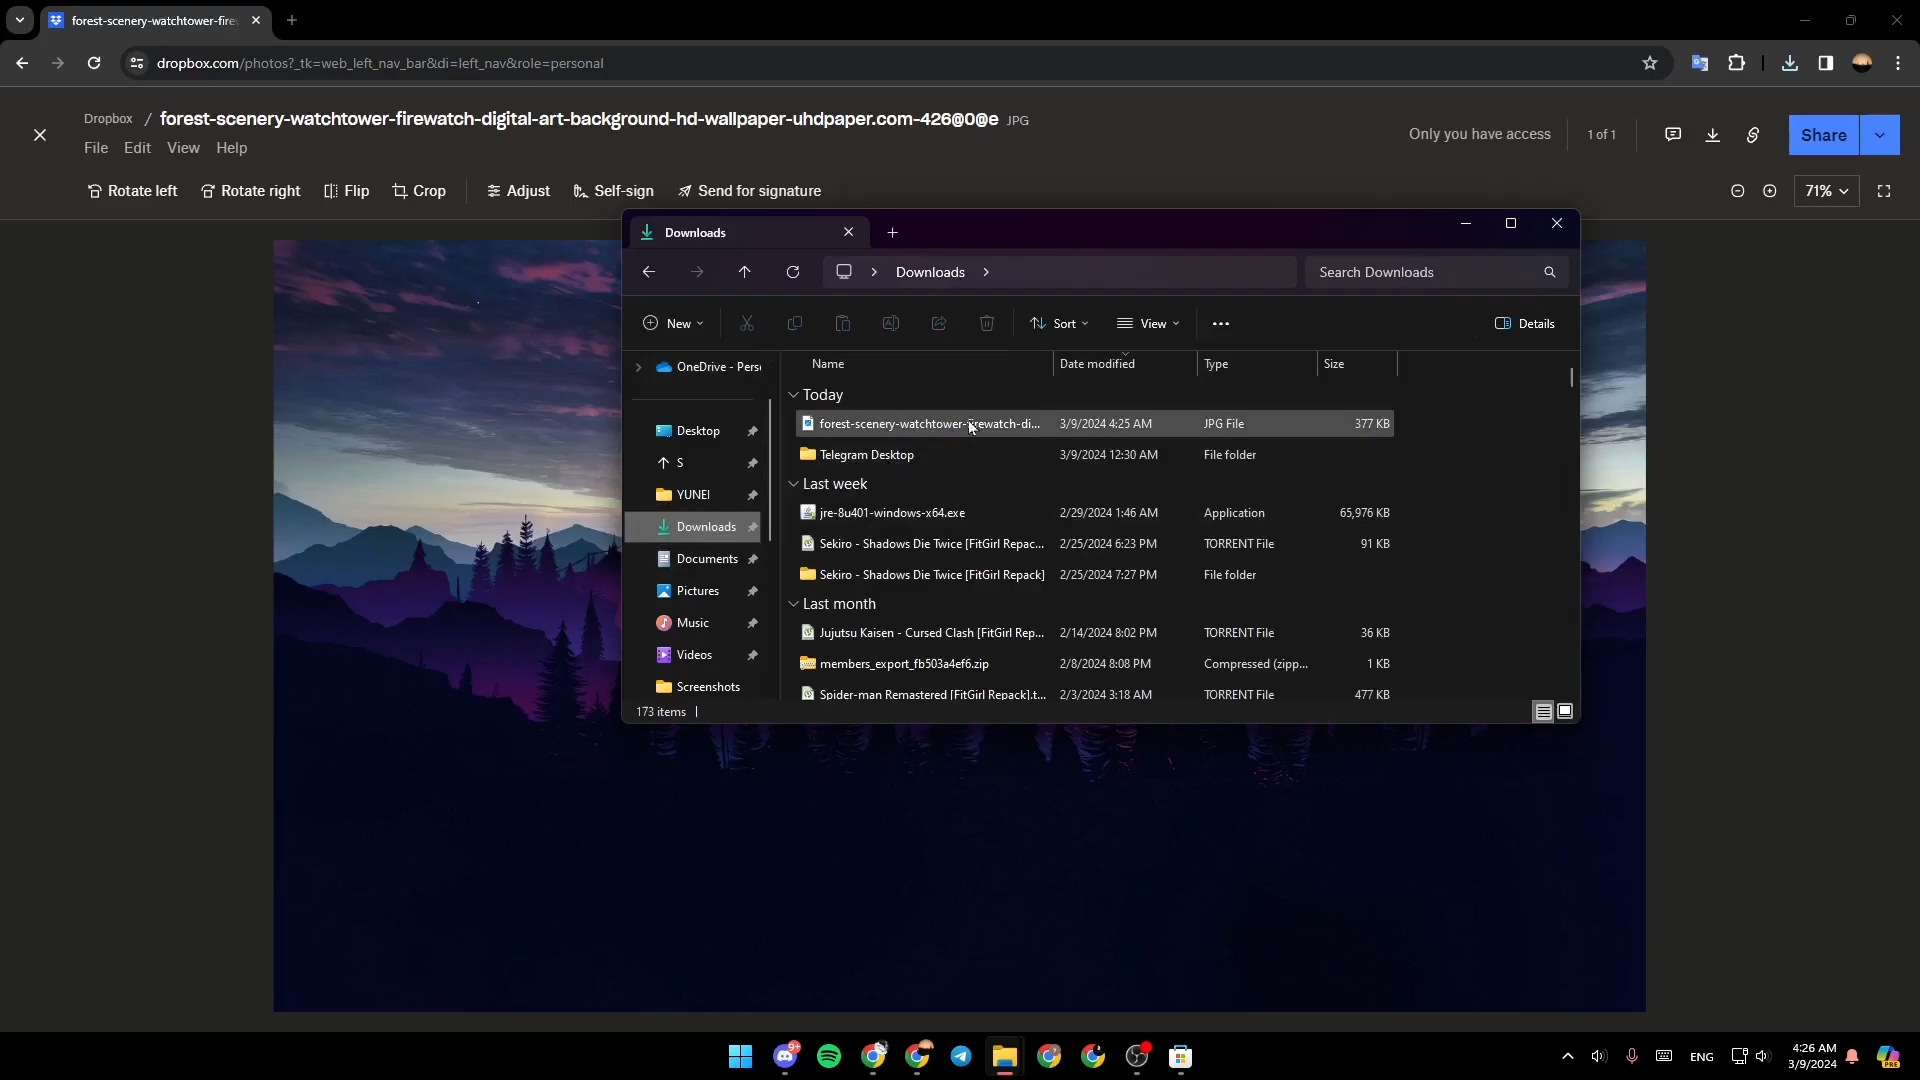 forest-scenery-watchtower-fire
dropbox.com/photos?_tk=web_left_nav_bar&di=left_nav&role=personal
Dropbox / forest-scenery-watchtower-firewatch-digital-art-background-hd-wallpaper-uhdpaper.com-426@0@e JPG
File Edit View Help
Only you have access 1 of 1 Share
Rotate left Rotate right Flip Crop Adjust Self-sign Send for signature 71%
Downloads
Downloads Search Downloads
New Sort View Details
OneDrive - Pers
Name Date modified Type Size
Today
forest-scenery-watchtower-firewatch-di... 3/9/2024 4:25 AM JPG File 377 KB
Desktop
Telegram Desktop 3/9/2024 12:30 AM File folder
S
Last week
YUNEI
jre-8u401-windows-x64.exe 2/29/2024 1:46 AM Application 65,976 KB
Downloads
Sekiro - Shadows Die Twice [FitGirl Repac... 2/25/2024 6:23 PM TORRENT File 91 KB
Documents
Sekiro - Shadows Die Twice [FitGirl Repack] 2/25/2024 7:27 PM File folder
Pictures
Last month
Music
Jujutsu Kaisen - Cursed Clash [FitGirl Rep... 2/14/2024 8:02 PM TORRENT File 36 KB
Videos
members_export_fb503a4ef6.zip 2/8/2024 8:08 PM Compressed (zipp... 1 KB
Screenshots
Spider-man Remastered [FitGirl Repack].t... 2/3/2024 3:18 AM TORRENT File 477 KB
173 items
9+
ENG
4:26 AM
3/9/2024
PRE